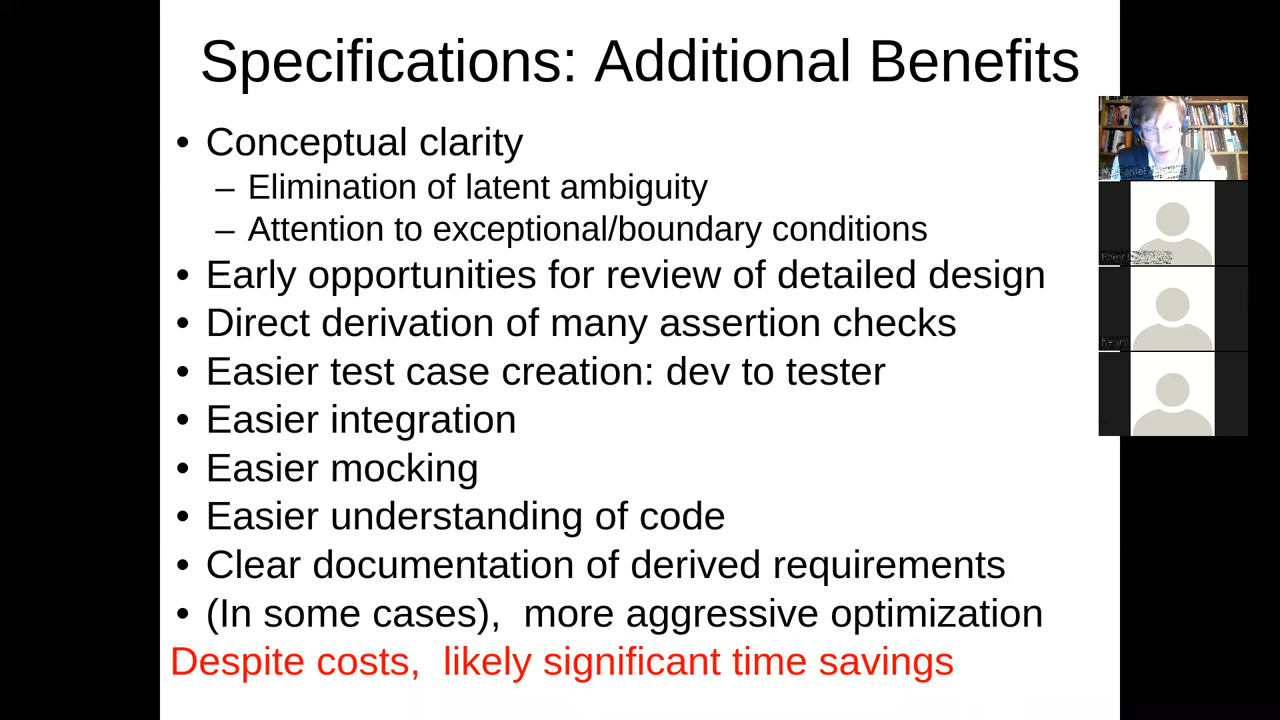 Specifications: Additional Benefits
• Conceptual clarity
– Elimination of latent ambiguity
– Attention to exceptional/boundary conditions
• Early opportunities for review of detailed design
• Direct derivation of many assertion checks
• Easier test case creation: dev to tester
• Easier integration
• Easier mocking
• Easier understanding of code
• Clear documentation of derived requirements
• (In some cases),  more aggressive optimization
Despite costs,  likely significant time savings